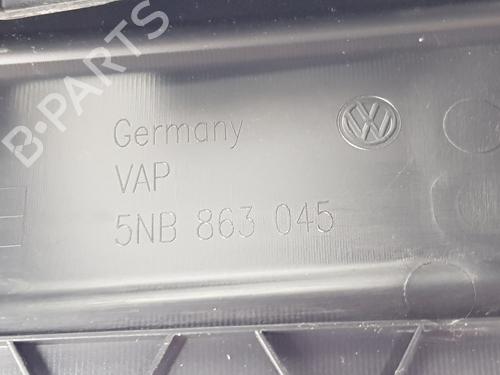 B-PARTS
Germany
VAP
5NB 863 045